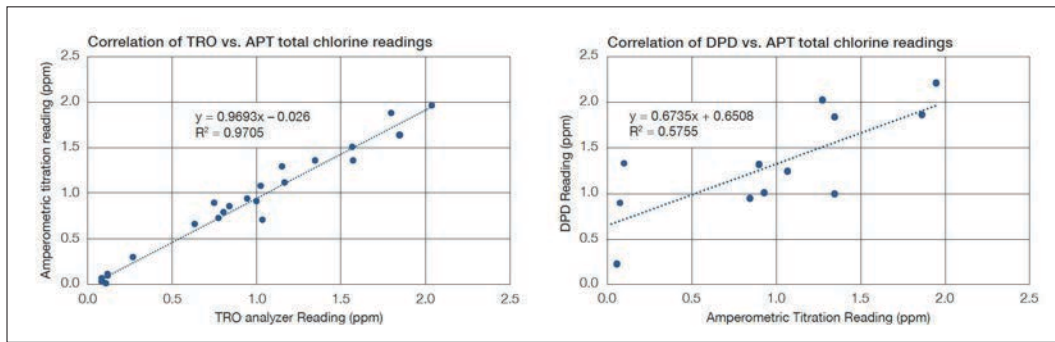 Correlation of TRO vs. APT total chlorine readings
Amperometric titration reading (ppm)
2.5
2.0
1.5
1.0
0.5
0.0
y = 0.9693x – 0.026
R² = 0.9705
0.0 0.5 1.0 1.5 2.0 2.5
TRO analyzer Reading (ppm)
Correlation of DPD vs. APT total chlorine readings
DPD Reading (ppm)
2.5
2.0
1.5
1.0
0.5
0.0
y = 0.6735x + 0.6508
R² = 0.5755
0.0 0.5 1.0 1.5 2.0 2.5
Amperometric Titration Reading (ppm)